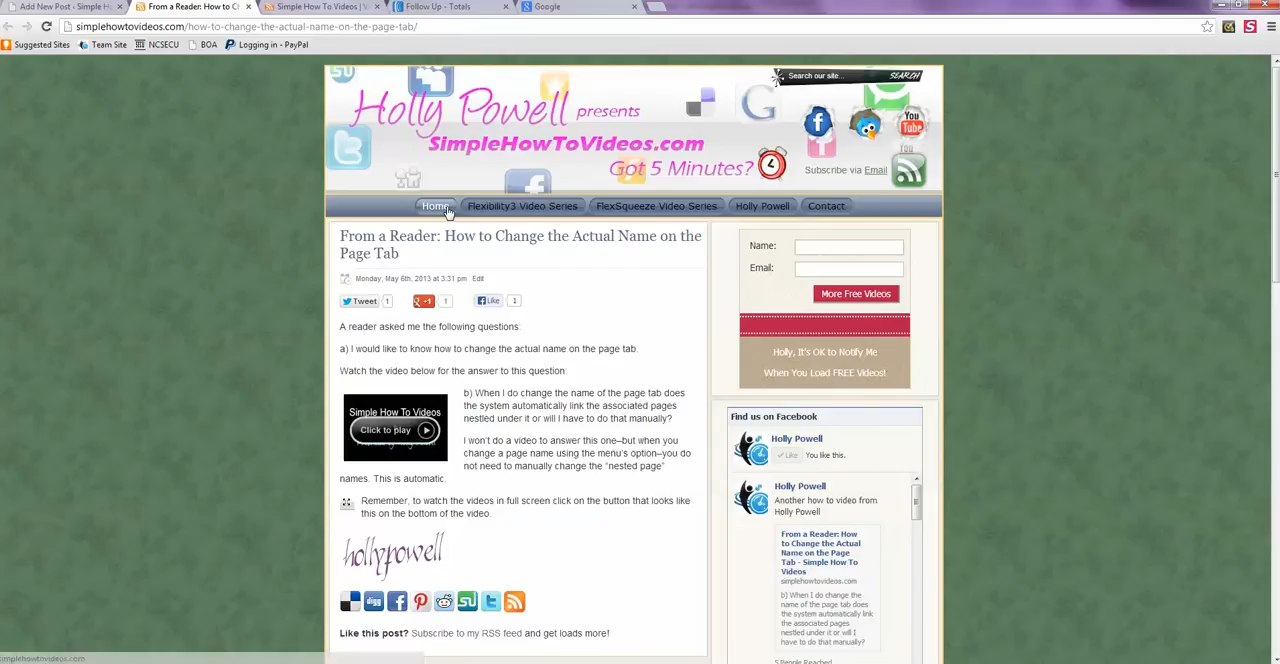 Add New Post ‹ Simple H
From a Reader: How to C
Simple How To Videos | V
Follow Up - Totals
Google
simplehowtovideos.com/how-to-change-the-actual-name-on-the-page-tab/
Suggested Sites
Team Site
NCSECU
BOA
Logging in - PayPal
Search our site...
SEARCH
Holly Powell presents
SimpleHowToVideos.com
Got 5 Minutes?
You
Tube
Subscribe via Email
Home
Flexibility3 Video Series
FlexSqueeze Video Series
Holly Powell
Contact
From a Reader: How to Change the Actual Name on the
Page Tab
Monday, May 6th, 2013 at 3:31 pm Edit
Tweet 1
+1 1
Like 1
A reader asked me the following questions:
a) I would like to know how to change the actual name on the page tab.
Watch the video below for the answer to this question:
Simple How To Videos
Click to play
b) When I do change the name of the page tab does
the system automatically link the associated pages
nestled under it or will I have to do that manually?
I won't do a video to answer this one–but when you
change a page name using the menu's option–you do
not need to manually change the "nested page"
names. This is automatic.
Remember, to watch the videos in full screen click on the button that looks like
this on the bottom of the video.
hollypowell
digg
Like this post? Subscribe to my RSS feed and get loads more!
Name:
Email:
More Free Videos
Holly, It's OK to Notify Me
When You Load FREE Videos!
Find us on Facebook
Holly Powell
Like You like this.
Holly Powell
Another how to video from
Holly Powell
From a Reader: How
to Change the Actual
Name on the Page
Tab - Simple How To
Videos
simplehowtovideos.com
b) When I do change the
name of the page tab does
the system automatically link
the associated pages
nestled under it or will I
have to do that manually?
5 People Reached
simplehowtovideos.com